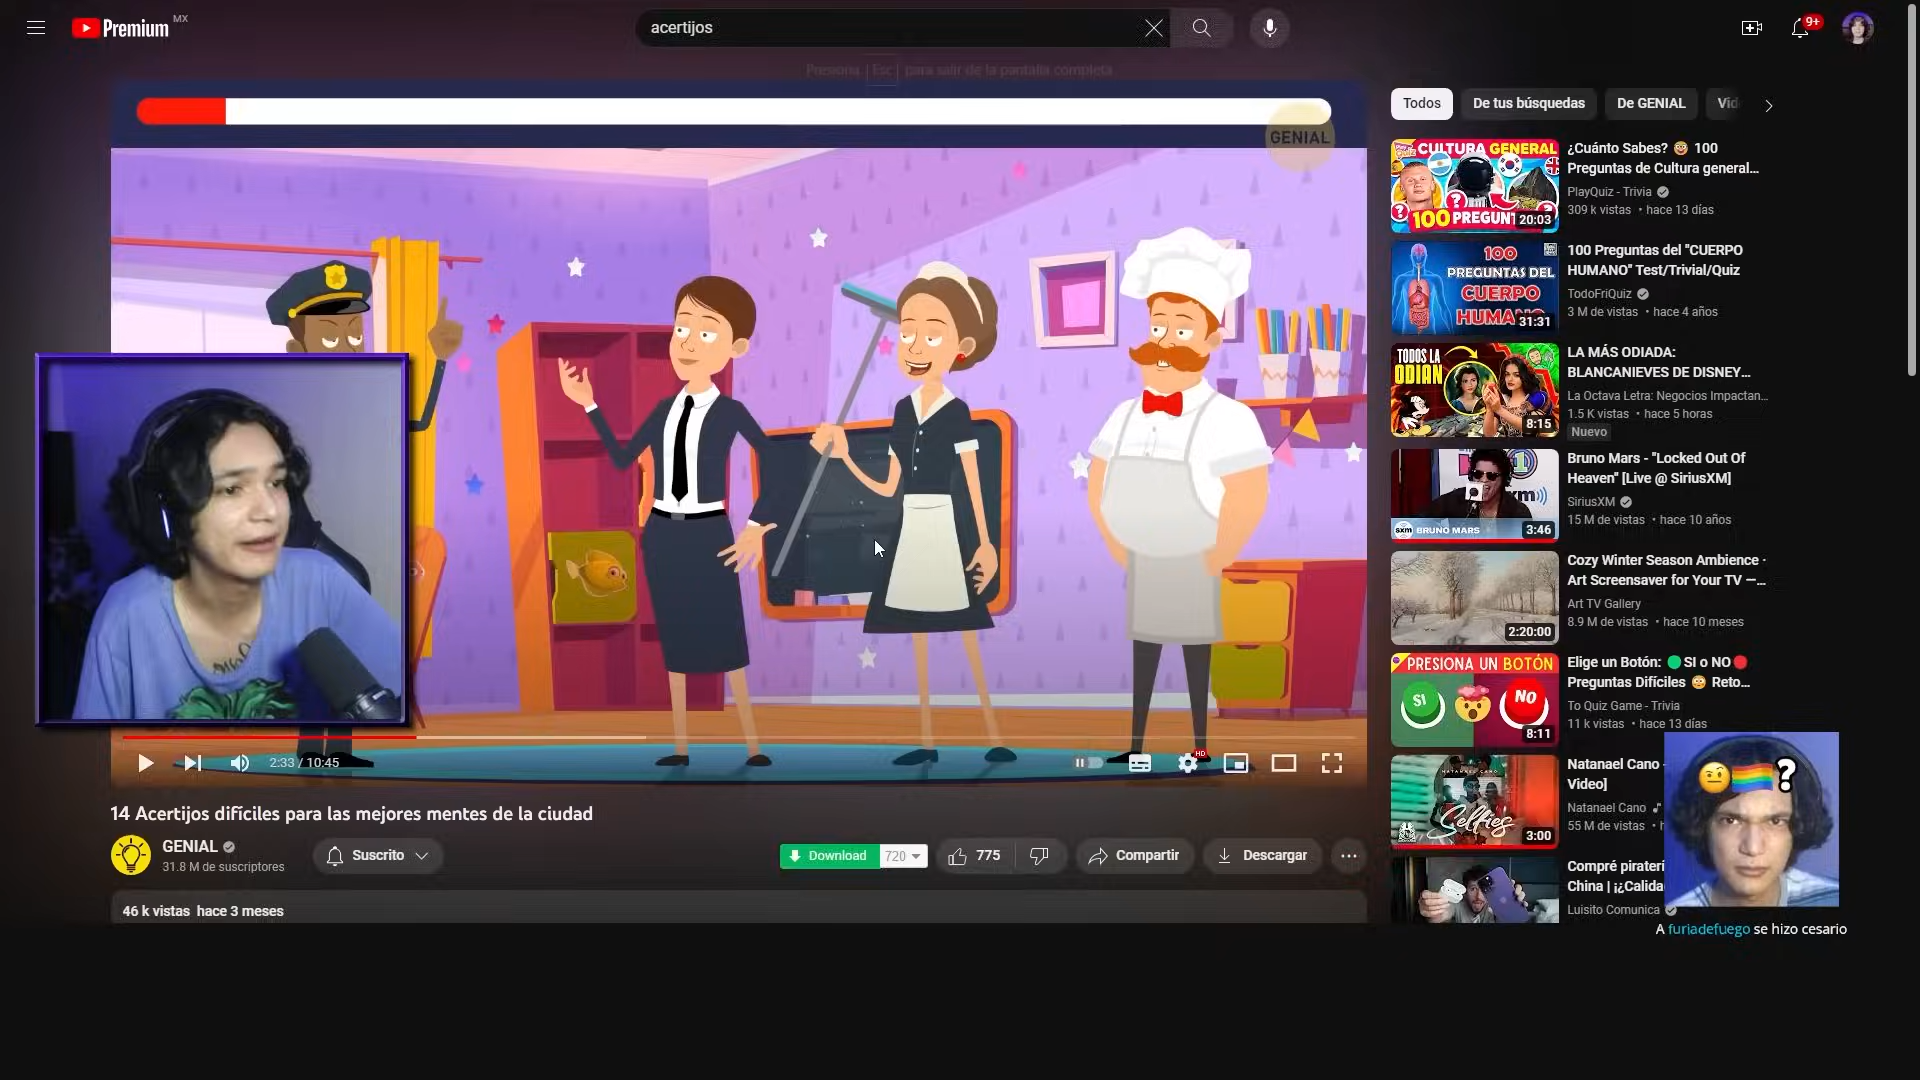 Premium MX
acertijos
9+
Presiona Esc para salir de la pantalla completa
GENIAL
Todos
De tus búsquedas
De GENIAL
CULTURA GENERAL
20:03
¿Cuánto Sabes? 🤓 100
Preguntas de Cultura general...
PlayQuiz - Trivia
309 k vistas • hace 13 días
100
PREGUNTAS DEL
CUERPO
31:31
100 Preguntas del "CUERPO
HUMANO" Test/Trivial/Quiz
TodoFriQuiz
3 M de vistas • hace 4 años
TODOS LA
ODIAN
8:15
LA MÁS ODIADA:
BLANCANIEVES DE DISNEY...
La Octava Letra: Negocios Impactan...
1.5 K vistas • hace 5 horas
Nuevo
sxm BRUNO MARS
3:46
Bruno Mars - "Locked Out Of
Heaven" [Live @ SiriusXM]
SiriusXM
15 M de vistas • hace 10 años
2:20:00
Cozy Winter Season Ambience ·
Art Screensaver for Your TV —...
Art TV Gallery
8.9 M de vistas • hace 10 meses
PRESIONA UN BOTÓN
SI
NO
8:11
Elige un Botón: 🟢SI o NO🔴
Preguntas Difíciles 😳 Reto...
To Quiz Game - Trivia
11 k vistas • hace 13 días
NATANAEL CANO
Selfies
3:00
Natanael Cano -
Video]
Natanael Cano
55 M de vistas • h
Compré piraterí
China | ¡¿Calida
Luisito Comunica
🤨🏳️‍🌈?
A furiadefuego se hizo cesario
2:33 / 10:45
HD
14 Acertijos difíciles para las mejores mentes de la ciudad
GENIAL
31.8 M de suscriptores
Suscrito
Download 720
775
Compartir
Descargar
46 k vistas hace 3 meses